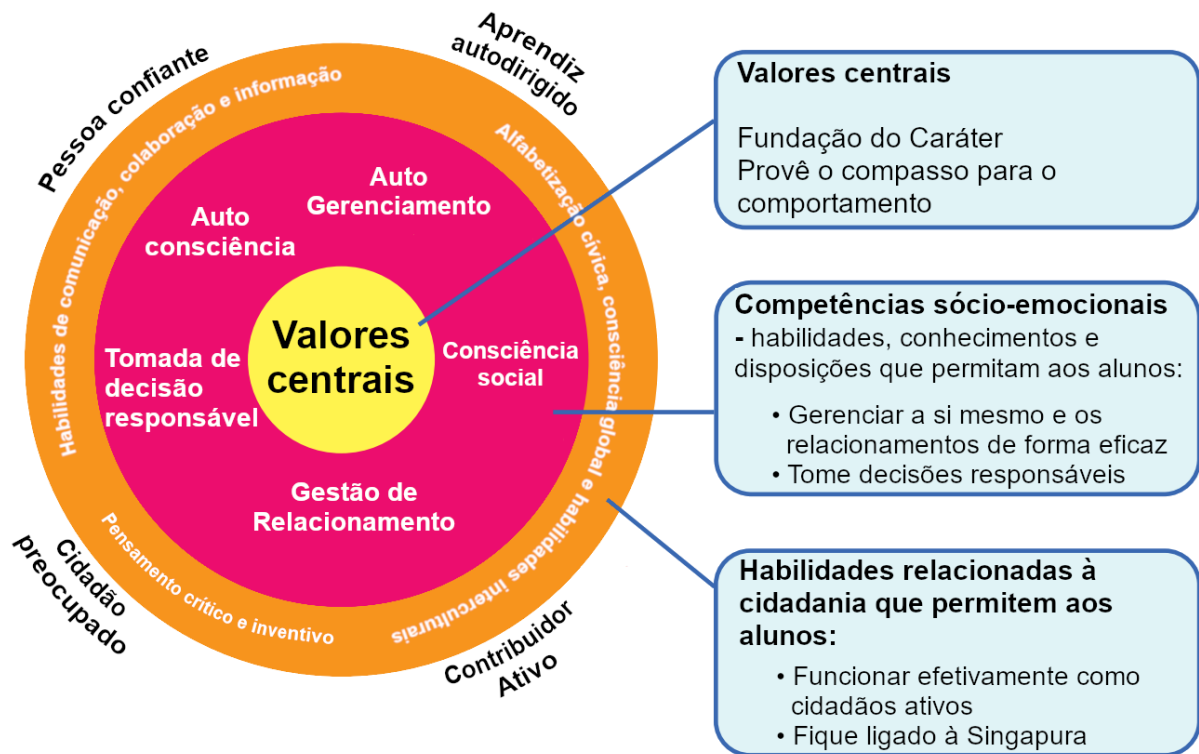 Pessoa confiante
Aprendiz
autodirigido
Habilidades de comunicação, colaboração e informação
Alfabetização cívica, consciência global e habilidades interculturais
Pensamento crítico e inventivo
Auto
consciência
Auto
Gerenciamento
Tomada de
decisão
responsável
Valores
centrais
Consciência
social
Gestão de
Relacionamento
Cidadão
preocupado
Contribuidor
Ativo
Valores centrais
Fundação do Caráter
Provê o compasso para o
comportamento
Competências sócio-emocionais
- habilidades, conhecimentos e
disposições que permitam aos alunos:
• Gerenciar a si mesmo e os
relacionamentos de forma eficaz
• Tome decisões responsáveis
Habilidades relacionadas à
cidadania que permitem aos
alunos:
• Funcionar efetivamente como
cidadãos ativos
• Fique ligado à Singapura